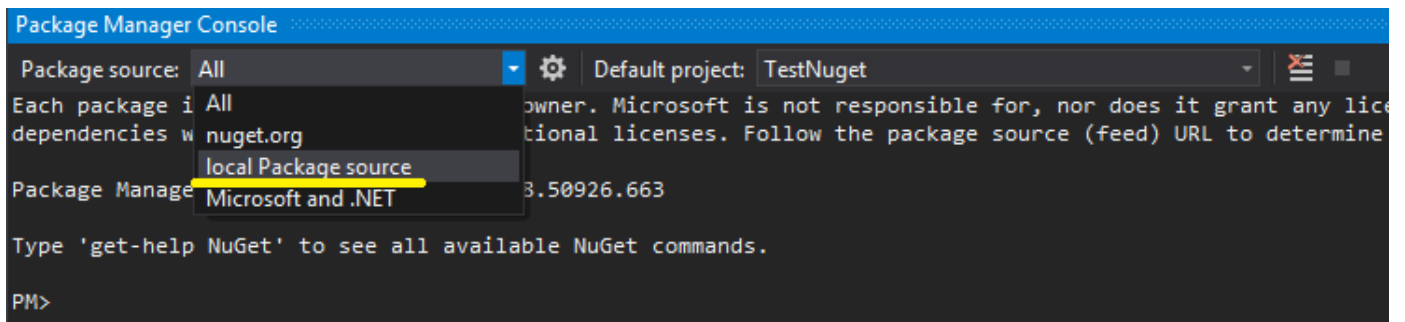 Package Manager Console
Package source: All Default project: TestNuget
Each package i owner. Microsoft is not responsible for, nor does it grant any lice
dependencies w tional licenses. Follow the package source (feed) URL to determine
All
nuget.org
local Package source
Microsoft and .NET
Package Manage 3.50926.663
Type 'get-help NuGet' to see all available NuGet commands.
PM>